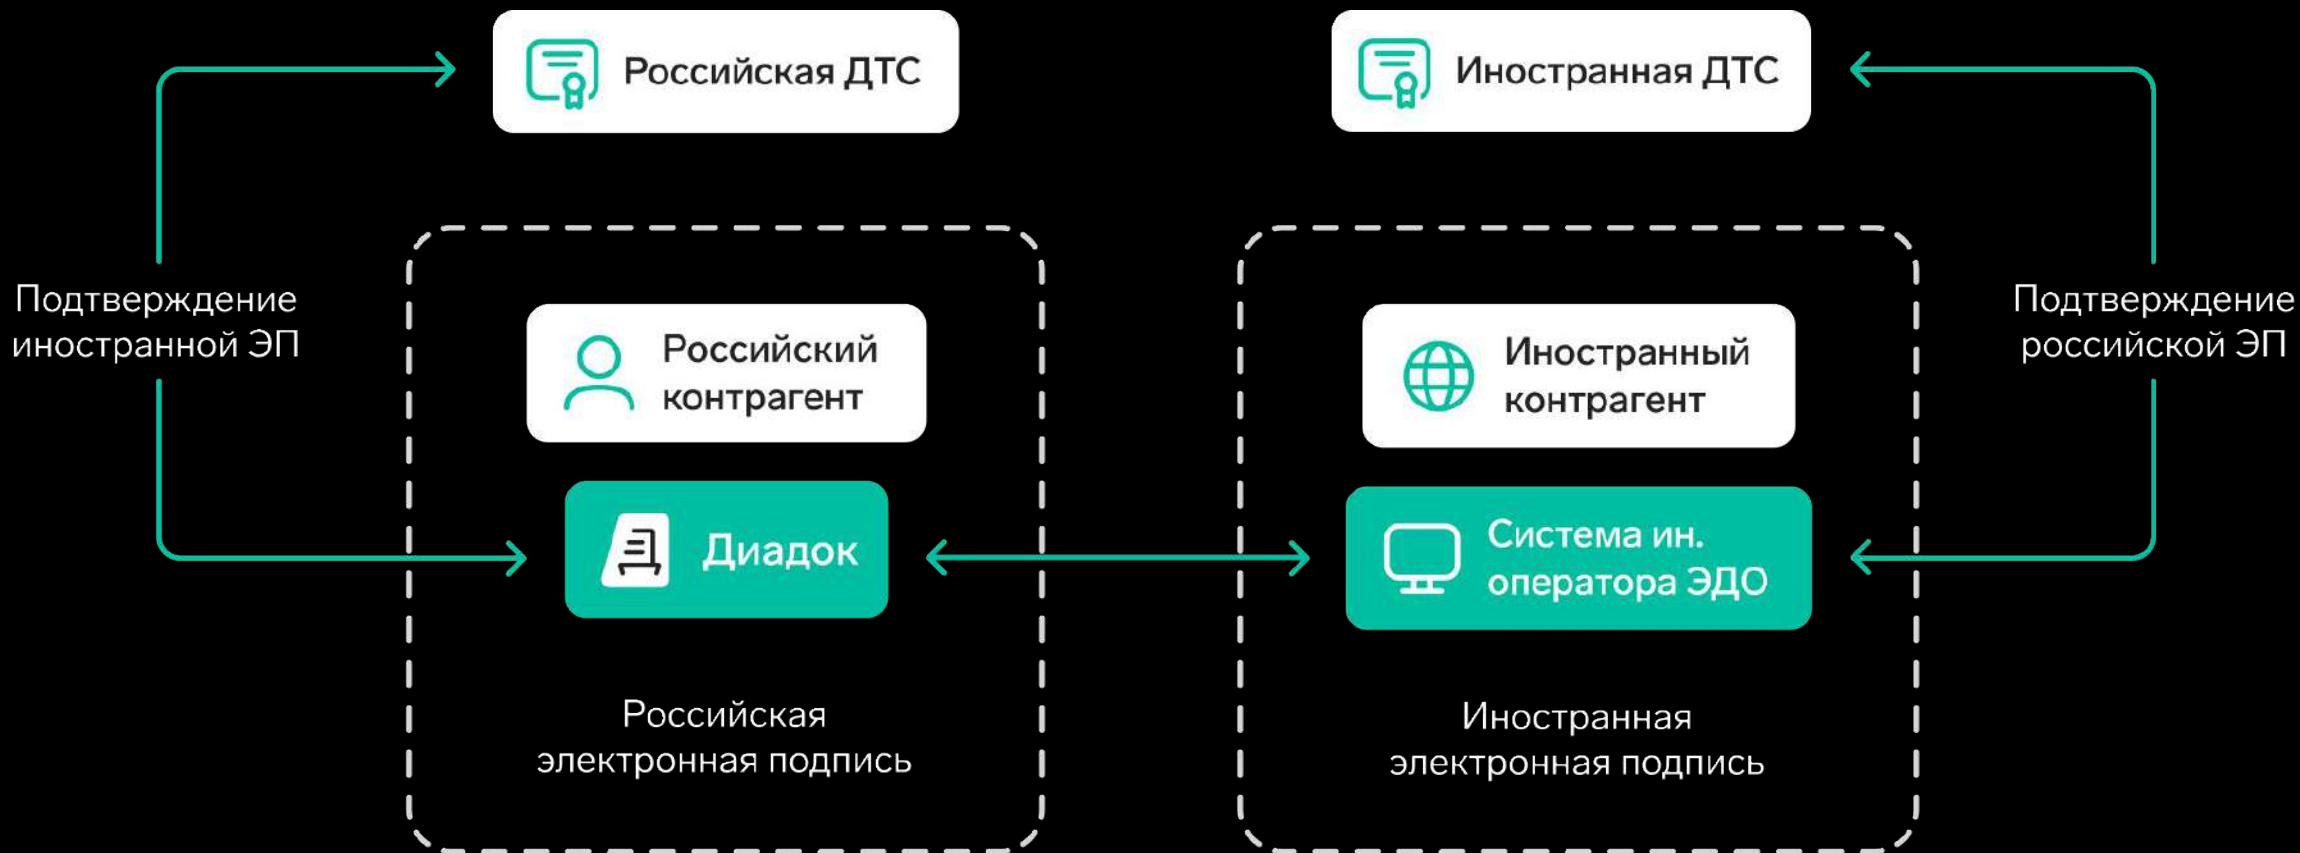 Российская ДТС
Иностранная ДТС
Подтверждение
иностранной ЭП
Российский
контрагент
Диадок
Российская
электронная подпись
Иностранный
контрагент
Система ин.
оператора ЭДО
Иностранная
электронная подпись
Подтверждение
российской ЭП